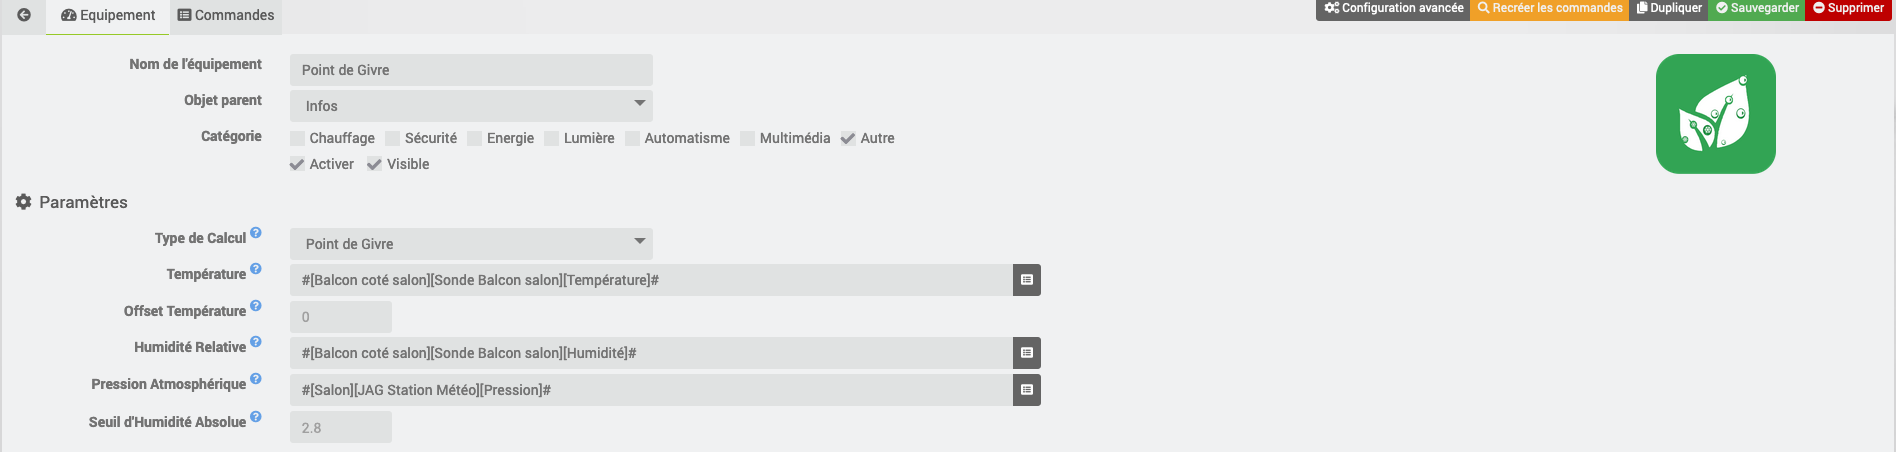 Equipement Commandes Configuration avancée Recréer les commandes Dupliquer Sauvegarder Supprimer
Nom de l'équipement Point de Givre
Objet parent Infos
Catégorie Chauffage Sécurité Energie Lumière Automatisme Multimédia Autre
Activer Visible
Paramètres
Type de Calcul ? Point de Givre
Température ? #[Balcon coté salon][Sonde Balcon salon][Température]#
Offset Température ? 0
Humidité Relative ? #[Balcon coté salon][Sonde Balcon salon][Humidité]#
Pression Atmosphérique ? #[Salon][JAG Station Météo][Pression]#
Seuil d'Humidité Absolue ? 2.8